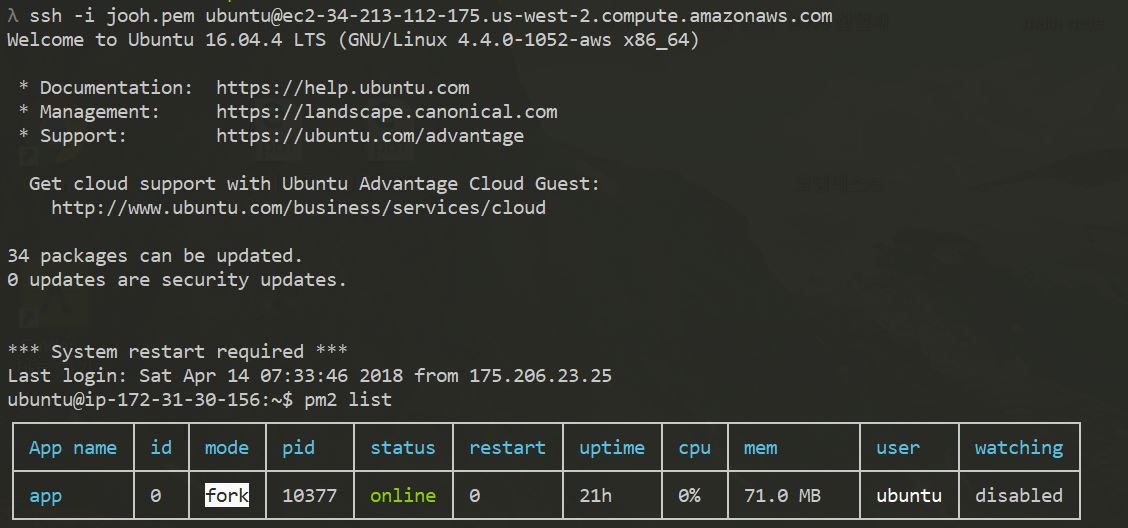 λ ssh -i jooh.pem ubuntu@ec2-34-213-112-175.us-west-2.compute.amazonaws.com
Welcome to Ubuntu 16.04.4 LTS (GNU/Linux 4.4.0-1052-aws x86_64)
* Documentation: https://help.ubuntu.com
* Management: https://landscape.canonical.com
* Support: https://ubuntu.com/advantage
Get cloud support with Ubuntu Advantage Cloud Guest:
http://www.ubuntu.com/business/services/cloud
34 packages can be updated.
0 updates are security updates.
*** System restart required ***
Last login: Sat Apr 14 07:33:46 2018 from 175.206.23.25
ubuntu@ip-172-31-30-156:~$ pm2 list
App name id mode pid status restart uptime cpu mem user watching
app 0 fork 10377 online 0 21h 0% 71.0 MB ubuntu disabled